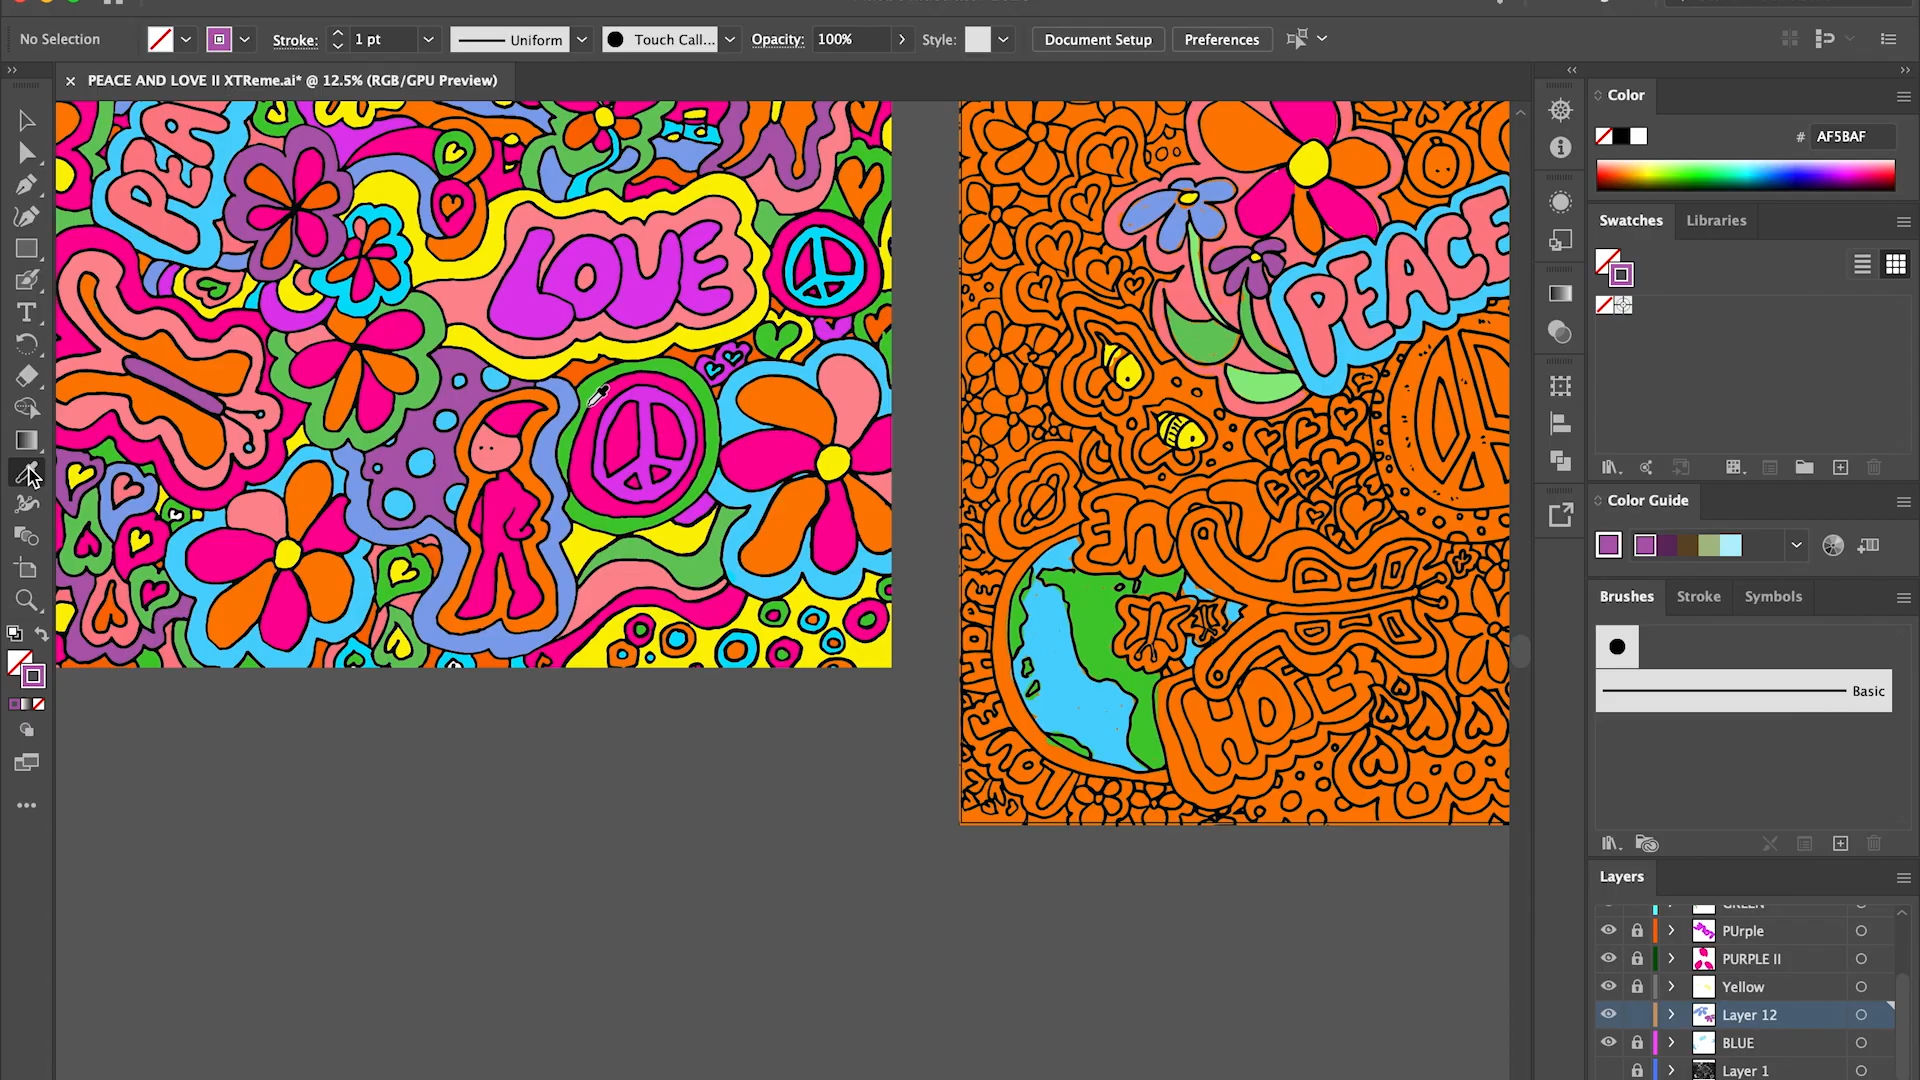 No Selection
Stroke:
1 pt
Uniform
Touch Call...
Opacity:
100%
Style:
Document Setup
Preferences
PEACE AND LOVE II XTReme.ai* @ 12.5% (RGB/GPU Preview)
Color
# AF5BAF
Swatches
Libraries
Color Guide
Brushes
Stroke
Symbols
Basic
Layers
GREEN
PUrple
PURPLE II
Yellow
Layer 12
BLUE
Layer 1
PEA
LOVE
PEACE